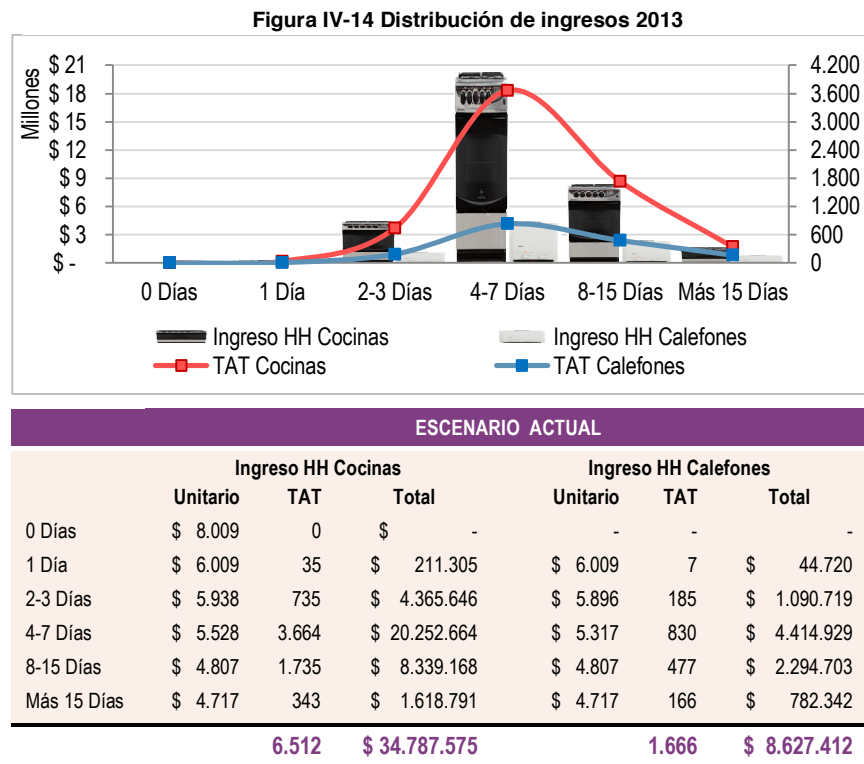 Figura IV-14 Distribución de ingresos 2013
Millones
$ 21
$ 18
$ 15
$ 12
$ 9
$ 6
$ 3
$ -
4.200
3.600
3.000
2.400
1.800
1.200
600
0
0 Días 1 Día 2-3 Días 4-7 Días 8-15 Días Más 15 Días
Ingreso HH Cocinas Ingreso HH Calefones
TAT Cocinas TAT Calefones
ESCENARIO ACTUAL
Ingreso HH Cocinas Ingreso HH Calefones
Unitario TAT Total Unitario TAT Total
0 Días $ 8.009 0 $ - - - -
1 Día $ 6.009 35 $ 211.305 $ 6.009 7 $ 44.720
2-3 Días $ 5.938 735 $ 4.365.646 $ 5.896 185 $ 1.090.719
4-7 Días $ 5.528 3.664 $ 20.252.664 $ 5.317 830 $ 4.414.929
8-15 Días $ 4.807 1.735 $ 8.339.168 $ 4.807 477 $ 2.294.703
Más 15 Días $ 4.717 343 $ 1.618.791 $ 4.717 166 $ 782.342
6.512 $ 34.787.575 1.666 $ 8.627.412